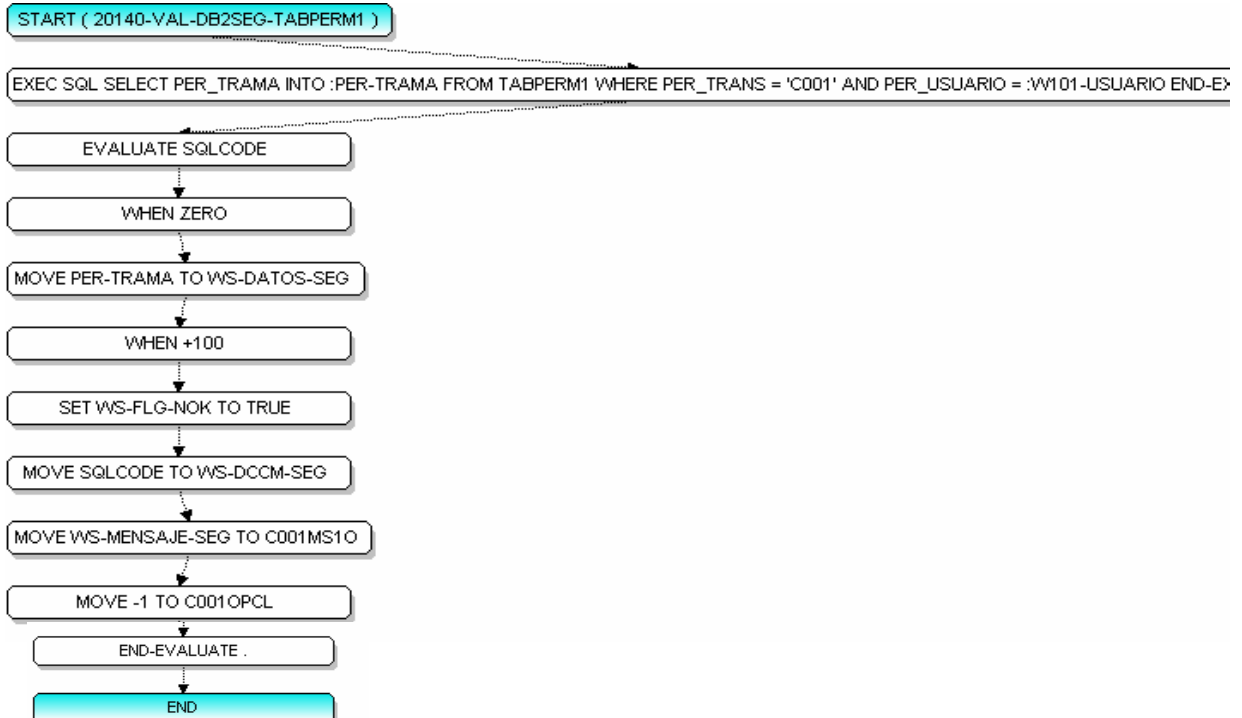 START ( 20140-VAL-DB2SEG-TABPERM1 )
EXEC SQL SELECT PER_TRAMA INTO :PER-TRAMA FROM TABPERM1 WHERE PER_TRANS = 'C001' AND PER_USUARIO = :W101-USUARIO END-EX
EVALUATE SQLCODE
WHEN ZERO
MOVE PER-TRAMA TO WS-DATOS-SEG
WHEN +100
SET WS-FLG-NOK TO TRUE
MOVE SQLCODE TO WS-DCCM-SEG
MOVE WS-MENSAJE-SEG TO C001MS1O
MOVE -1 TO C001OPCL
END-EVALUATE .
END